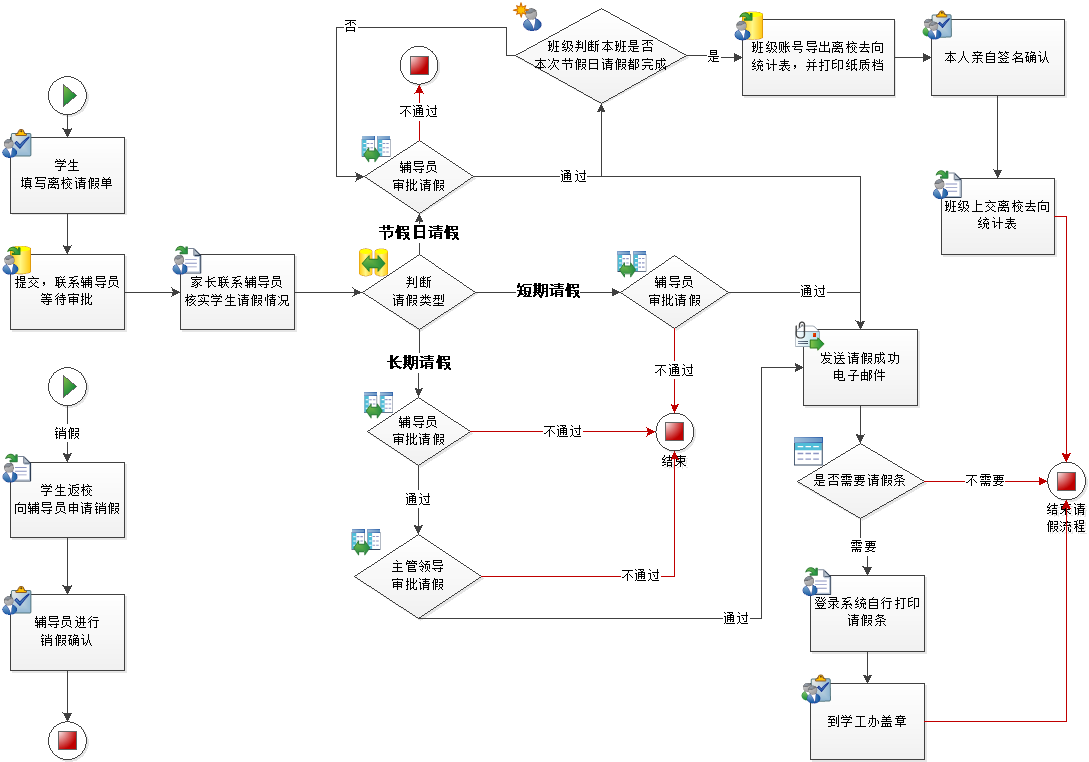 否
班级判断本班是否
本次节假日请假都完成
是
班级账号导出离校去向
统计表，并打印纸质档
本人亲自签名确认
不通过
学生
填写离校请假单
辅导员
审批请假
通过
班级上交离校去向
统计表
节假日请假
提交，联系辅导员
等待审批
家长联系辅导员
核实学生请假情况
判断
请假类型
短期请假
辅导员
审批请假
通过
长期请假
不通过
发送请假成功
电子邮件
销假
辅导员
审批请假
不通过
结束
学生返校
向辅导员申请销假
通过
是否需要请假条
不需要
结束请
假流程
需要
主管领导
审批请假
不通过
通过
登录系统自行打印
请假条
辅导员进行
销假确认
到学工办盖章